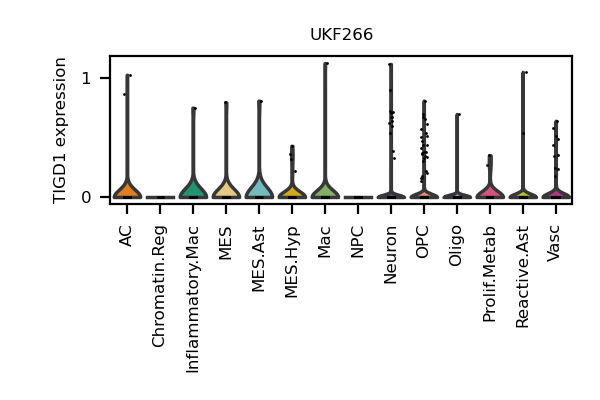 UKF266
TIGD1 expression
1
0
AC
Chromatin.Reg
Inflammatory.Mac
MES
MES.Ast
MES.Hyp
Mac
NPC
Neuron
OPC
Oligo
Prolif.Metab
Reactive.Ast
Vasc